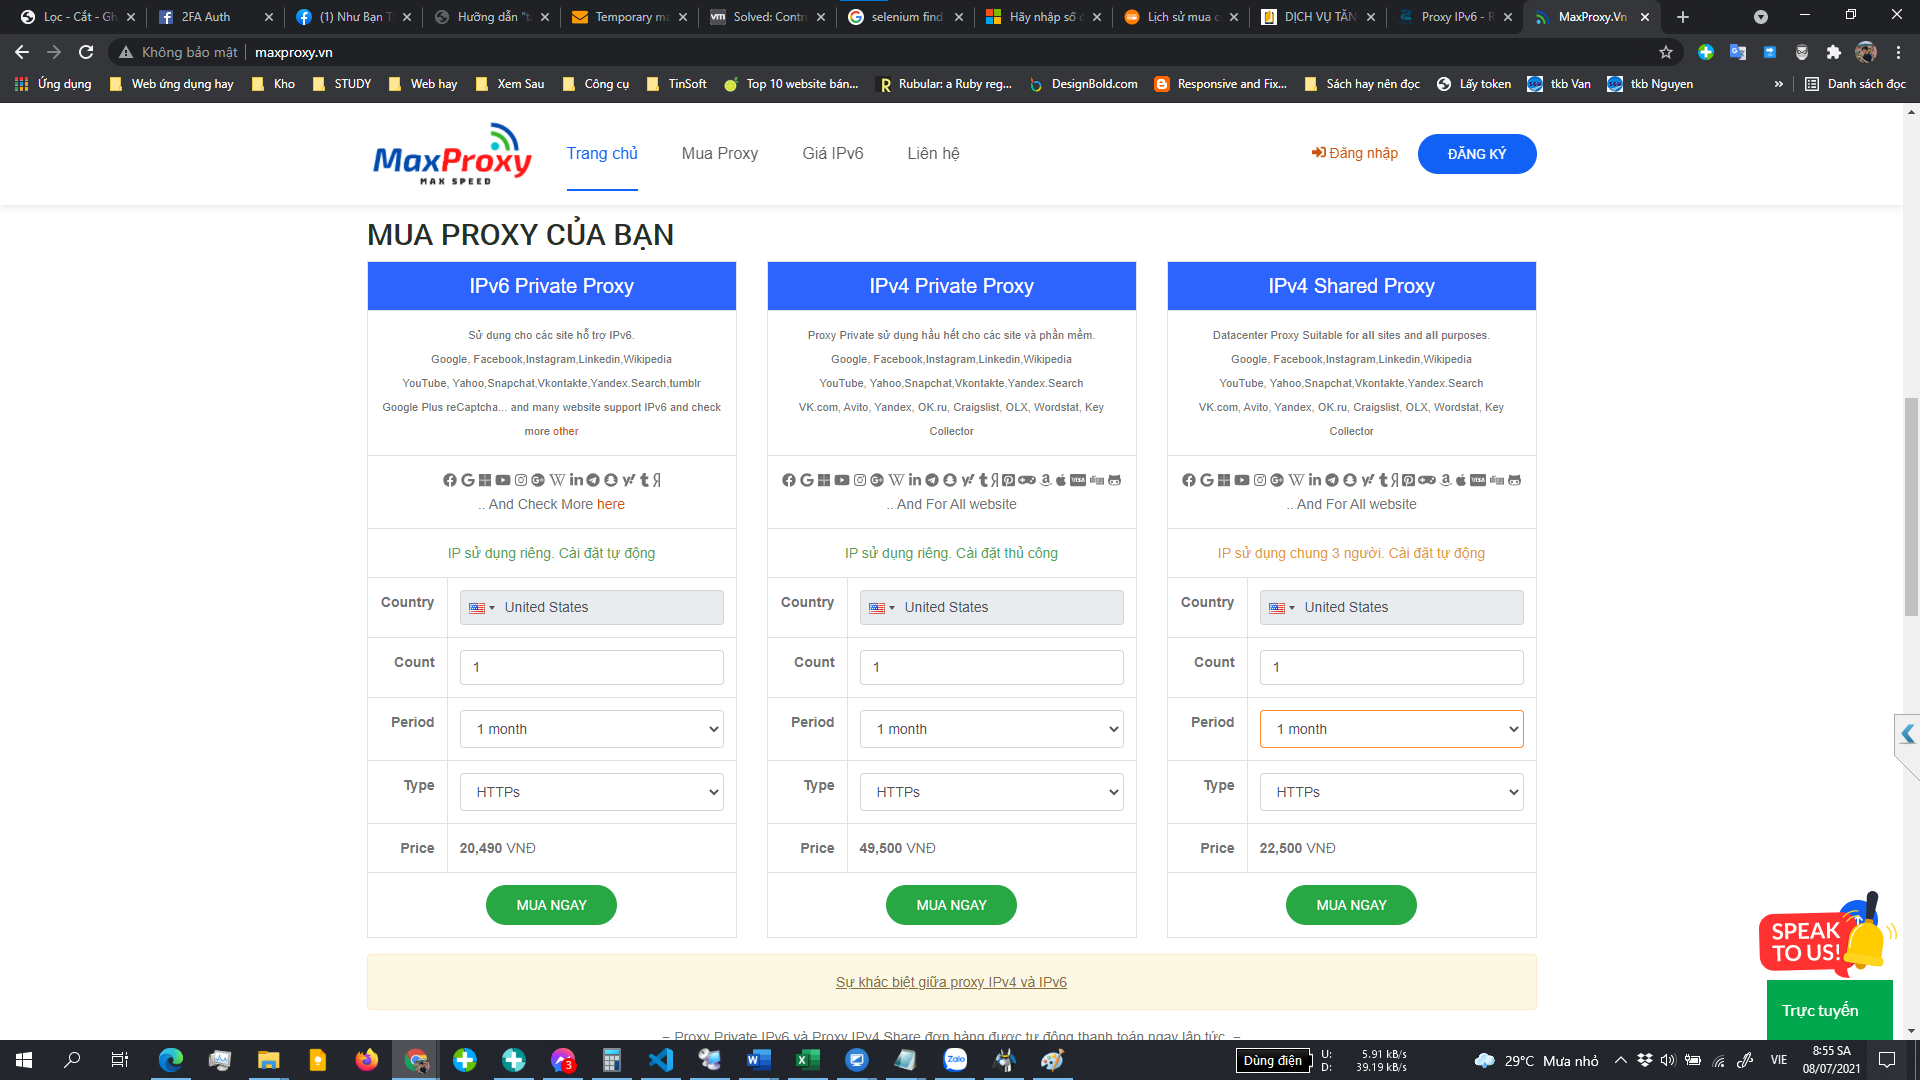 Lọc - Cắt - Gh
2FA Auth
(1) Như Bạn T
Hướng dẫn "t
Temporary ma
Solved: Contr
selenium find
Hãy nhập số c
Lịch sử mua
DỊCH VỤ TĂN
Proxy IPv6 - R
MaxProxy.Vn
Không bảo mật
maxproxy.vn
Ứng dụng
Web ứng dụng hay
Kho
STUDY
Web hay
Xem Sau
Công cụ
TinSoft
Top 10 website bán...
Rubular: a Ruby reg...
DesignBold.com
Responsive and Fix...
Sách hay nên đọc
Lấy token
tkb Van
tkb Nguyen
»
Danh sách đọc
MaxProxy
MAX SPEED
Trang chủ
Mua Proxy
Giá IPv6
Liên hệ
Đăng nhập
ĐĂNG KÝ
MUA PROXY CỦA BẠN
IPv6 Private Proxy
Sử dụng cho các site hỗ trợ IPv6.
Google, Facebook,Instagram,Linkedin,Wikipedia
YouTube, Yahoo,Snapchat,Vkontakte,Yandex.Search,tumblr
Google Plus reCaptcha... and many website support IPv6 and check
more other
.. And Check More here
IP sử dụng riêng. Cài đặt tự động
Country
United States
Count
1
Period
1 month
Type
HTTPs
Price
20,490 VNĐ
MUA NGAY
IPv4 Private Proxy
Proxy Private sử dụng hầu hết cho các site và phần mềm.
Google, Facebook,Instagram,Linkedin,Wikipedia
YouTube, Yahoo,Snapchat,Vkontakte,Yandex.Search
VK.com, Avito, Yandex, OK.ru, Craigslist, OLX, Wordstat, Key
Collector
.. And For All website
IP sử dụng riêng. Cài đặt thủ công
Country
United States
Count
1
Period
1 month
Type
HTTPs
Price
49,500 VNĐ
MUA NGAY
IPv4 Shared Proxy
Datacenter Proxy Suitable for all sites and all purposes.
Google, Facebook,Instagram,Linkedin,Wikipedia
YouTube, Yahoo,Snapchat,Vkontakte,Yandex.Search
VK.com, Avito, Yandex, OK.ru, Craigslist, OLX, Wordstat, Key
Collector
.. And For All website
IP sử dụng chung 3 người. Cài đặt tự động
Country
United States
Count
1
Period
1 month
Type
HTTPs
Price
22,500 VNĐ
MUA NGAY
Sự khác biệt giữa proxy IPv4 và IPv6
– Proxy Private IPv6 và Proxy IPv4 Share đơn hàng được tự động thanh toán ngay lập tức. –
SPEAK
TO US!
Trực tuyến
3
Zalo
Dùng điện
U: 5.91 kB/s
D: 39.19 kB/s
29°C Mưa nhỏ
VIE
8:55 SA
08/07/2021